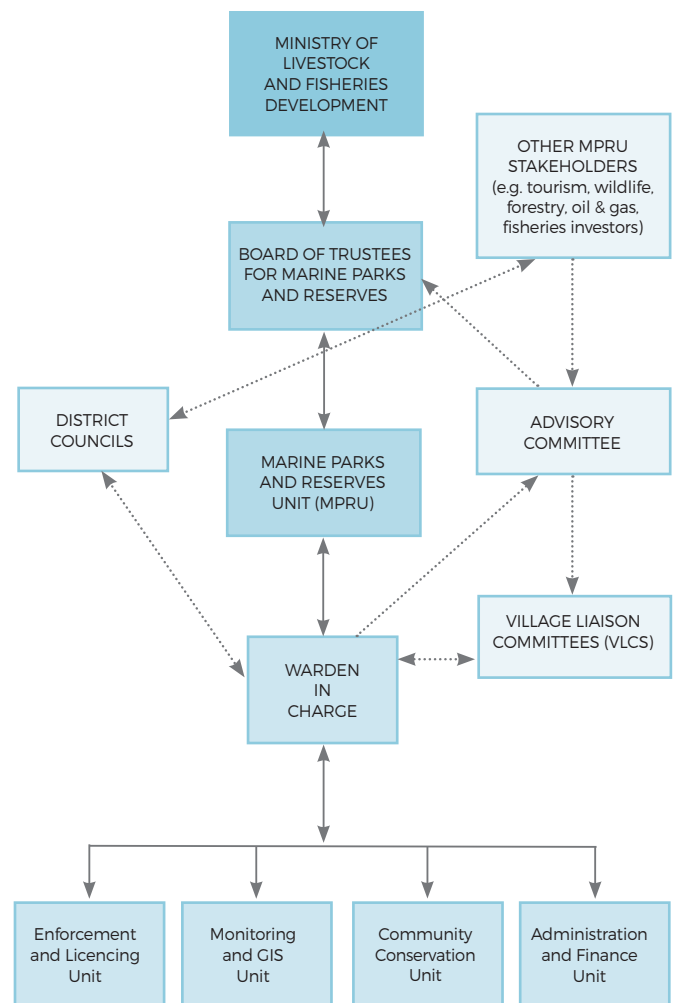 MINISTRY OF
LIVESTOCK
AND FISHERIES
DEVELOPMENT
OTHER MPRU
STAKEHOLDERS
(e.g. tourism, wildlife,
forestry, oil & gas,
fisheries investors)
BOARD OF TRUSTEES
FOR MARINE PARKS
AND RESERVES
DISTRICT
COUNCILS
MARINE PARKS
AND RESERVES
UNIT (MPRU)
ADVISORY
COMMITTEE
VILLAGE LIAISON
COMMITTEES (VLCS)
WARDEN
IN
CHARGE
Enforcement
and Licencing
Unit
Monitoring
and GIS
Unit
Community
Conservation
Unit
Administration
and Finance
Unit